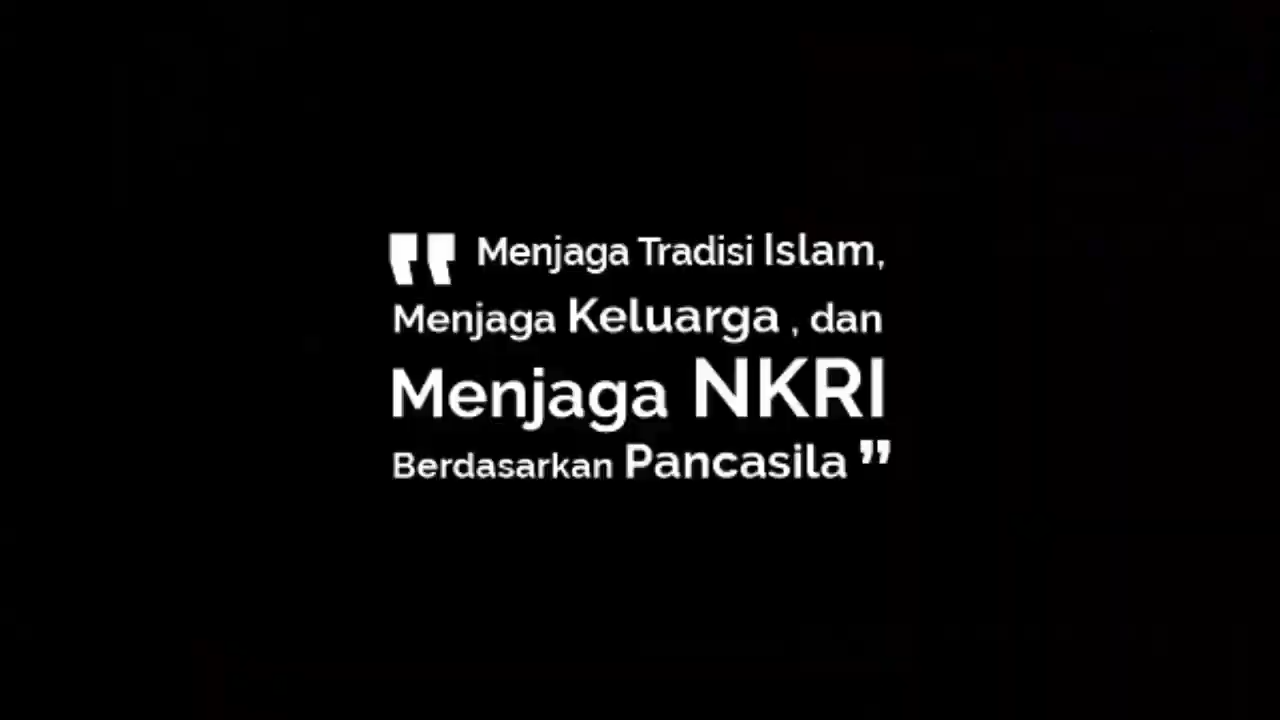 " Menjaga Tradisi Islam,
Menjaga Keluarga , dan
Menjaga NKRI
Berdasarkan Pancasila "